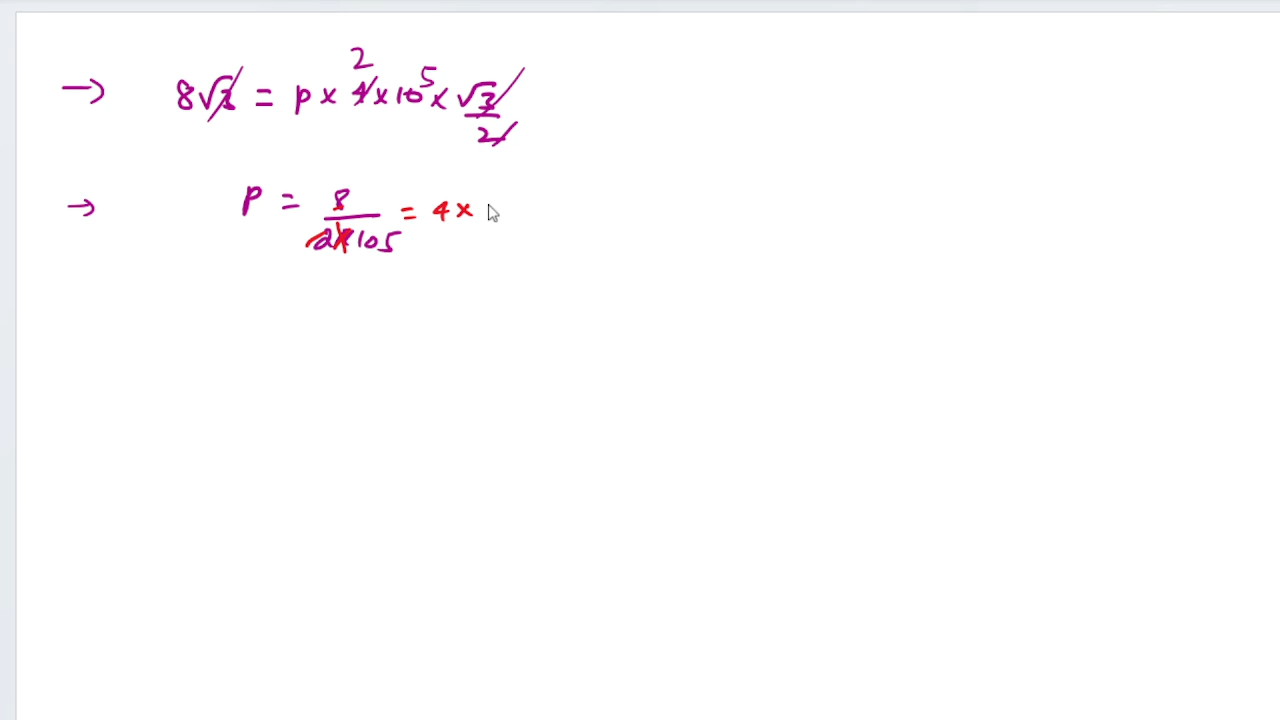 → 8√3 = p × 4 2 × 10⁵ × √3/2
→ p = 8/2×105 = 4 ×